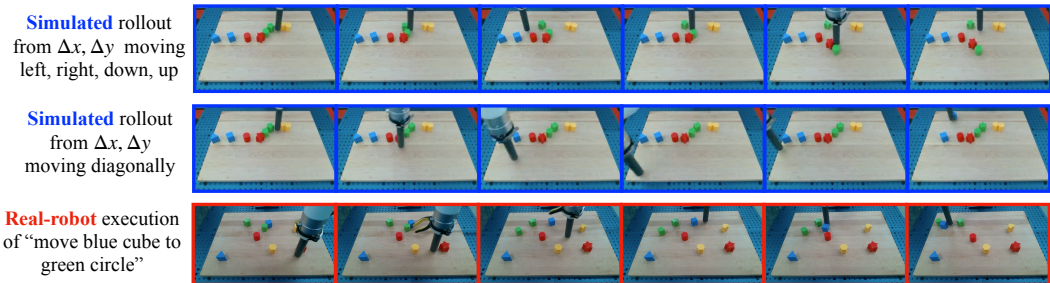 Simulated rollout
from Δx, Δy moving
left, right, down, up
Simulated rollout
from Δx, Δy
moving diagonally
Real-robot execution
of “move blue cube to
green circle”